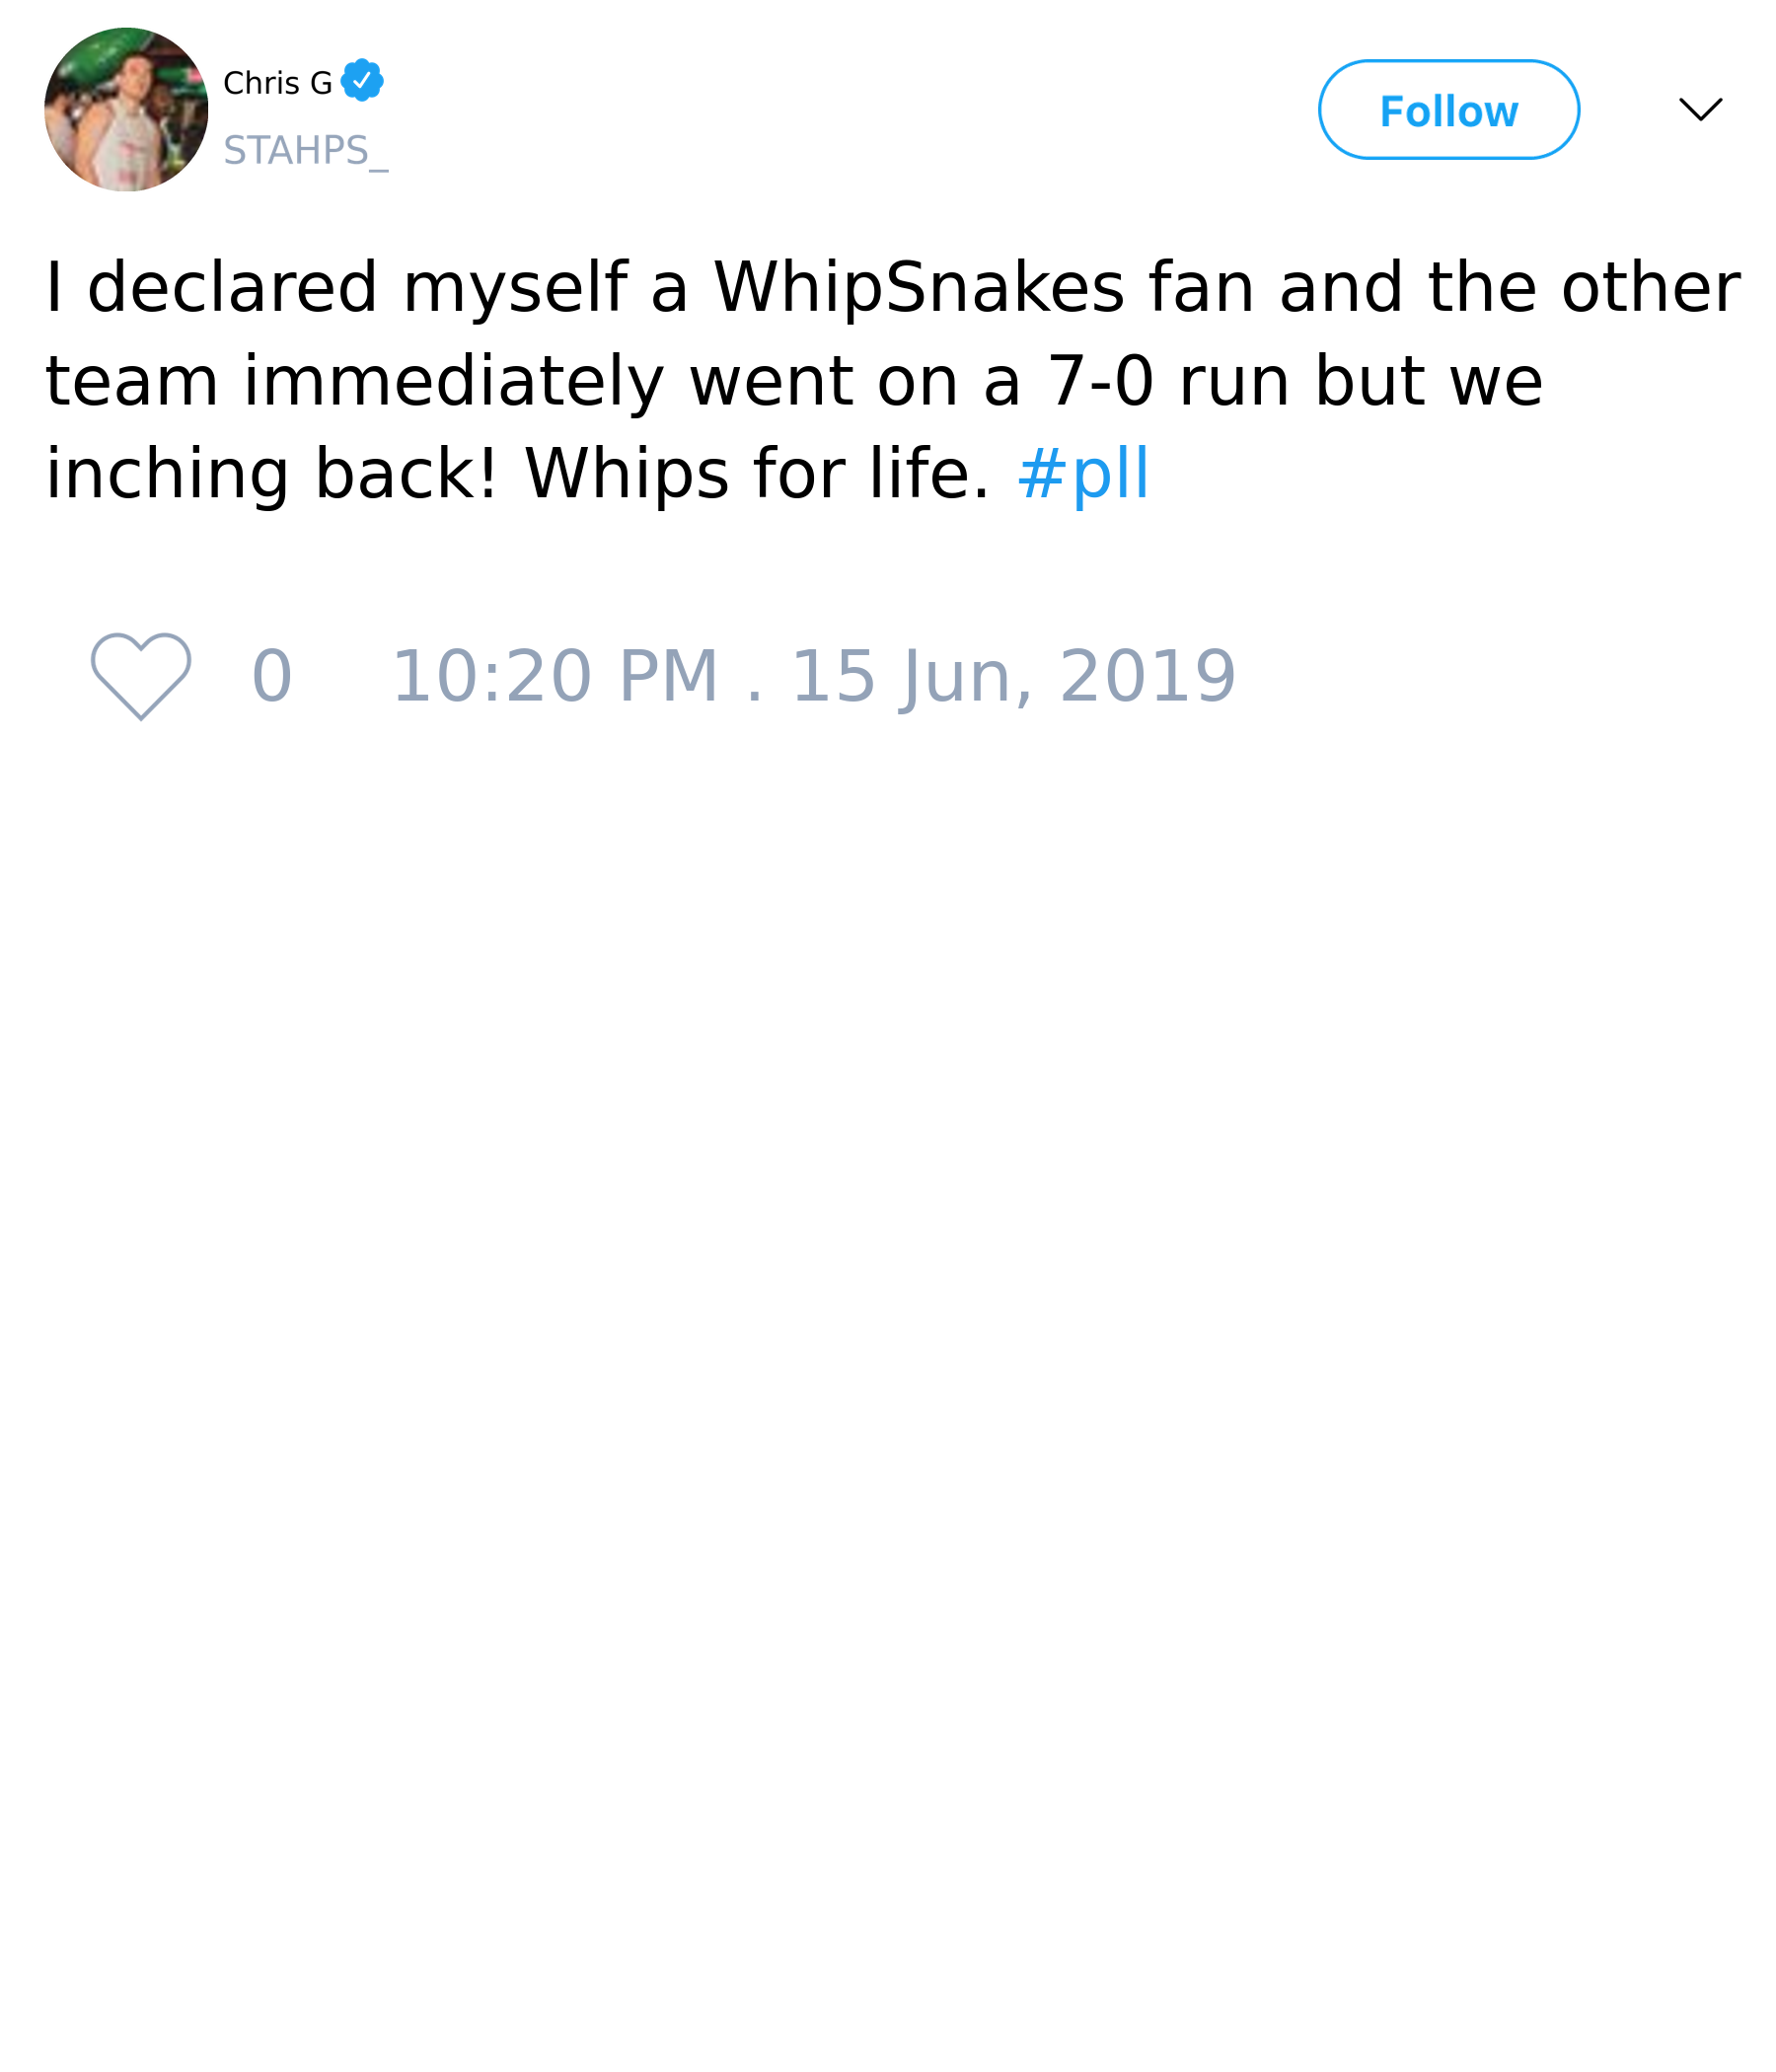 Chris G
STAHPS_
Follow
I declared myself a WhipSnakes fan and the other
team immediately went on a 7-0 run but we
inching back! Whips for life. #pll
0 10:20 PM . 15 Jun, 2019